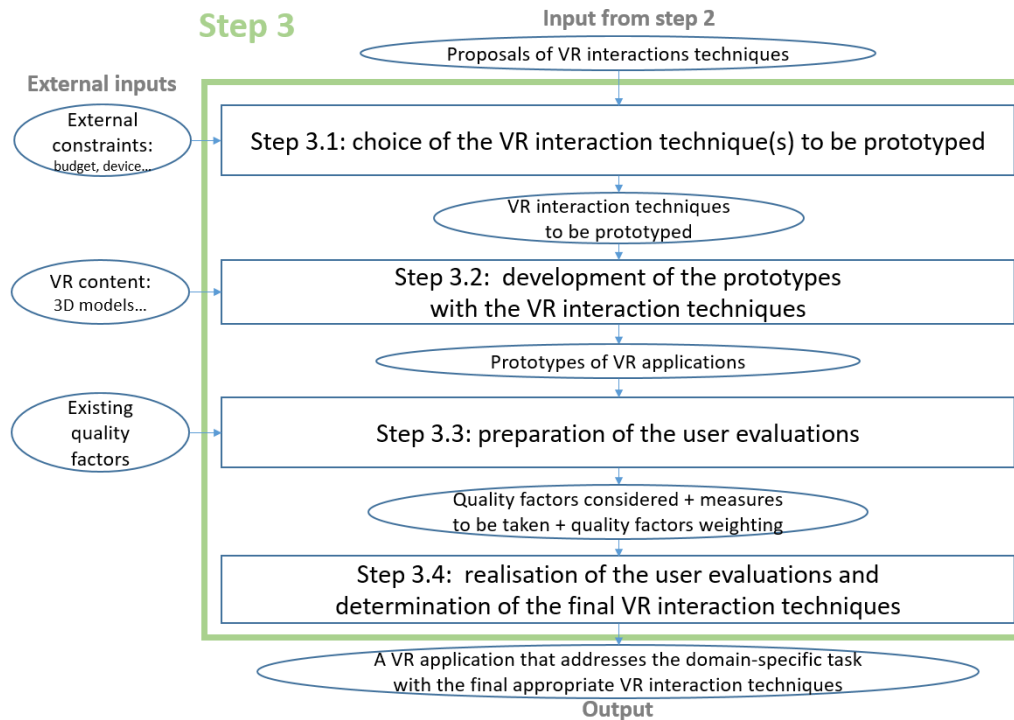 Step 3
Input from step 2
Proposals of VR interactions techniques
External inputs
External
constraints:
budget, device...
Step 3.1: choice of the VR interaction technique(s) to be prototyped
VR interaction techniques
to be prototyped
VR content:
3D models...
Step 3.2:  development of the prototypes
with the VR interaction techniques
Prototypes of VR applications
Existing
quality
factors
Step 3.3: preparation of the user evaluations
Quality factors considered + measures
to be taken + quality factors weighting
Step 3.4:  realisation of the user evaluations and
determination of the final VR interaction techniques
A VR application that addresses the domain-specific task
with the final appropriate VR interaction techniques
Output